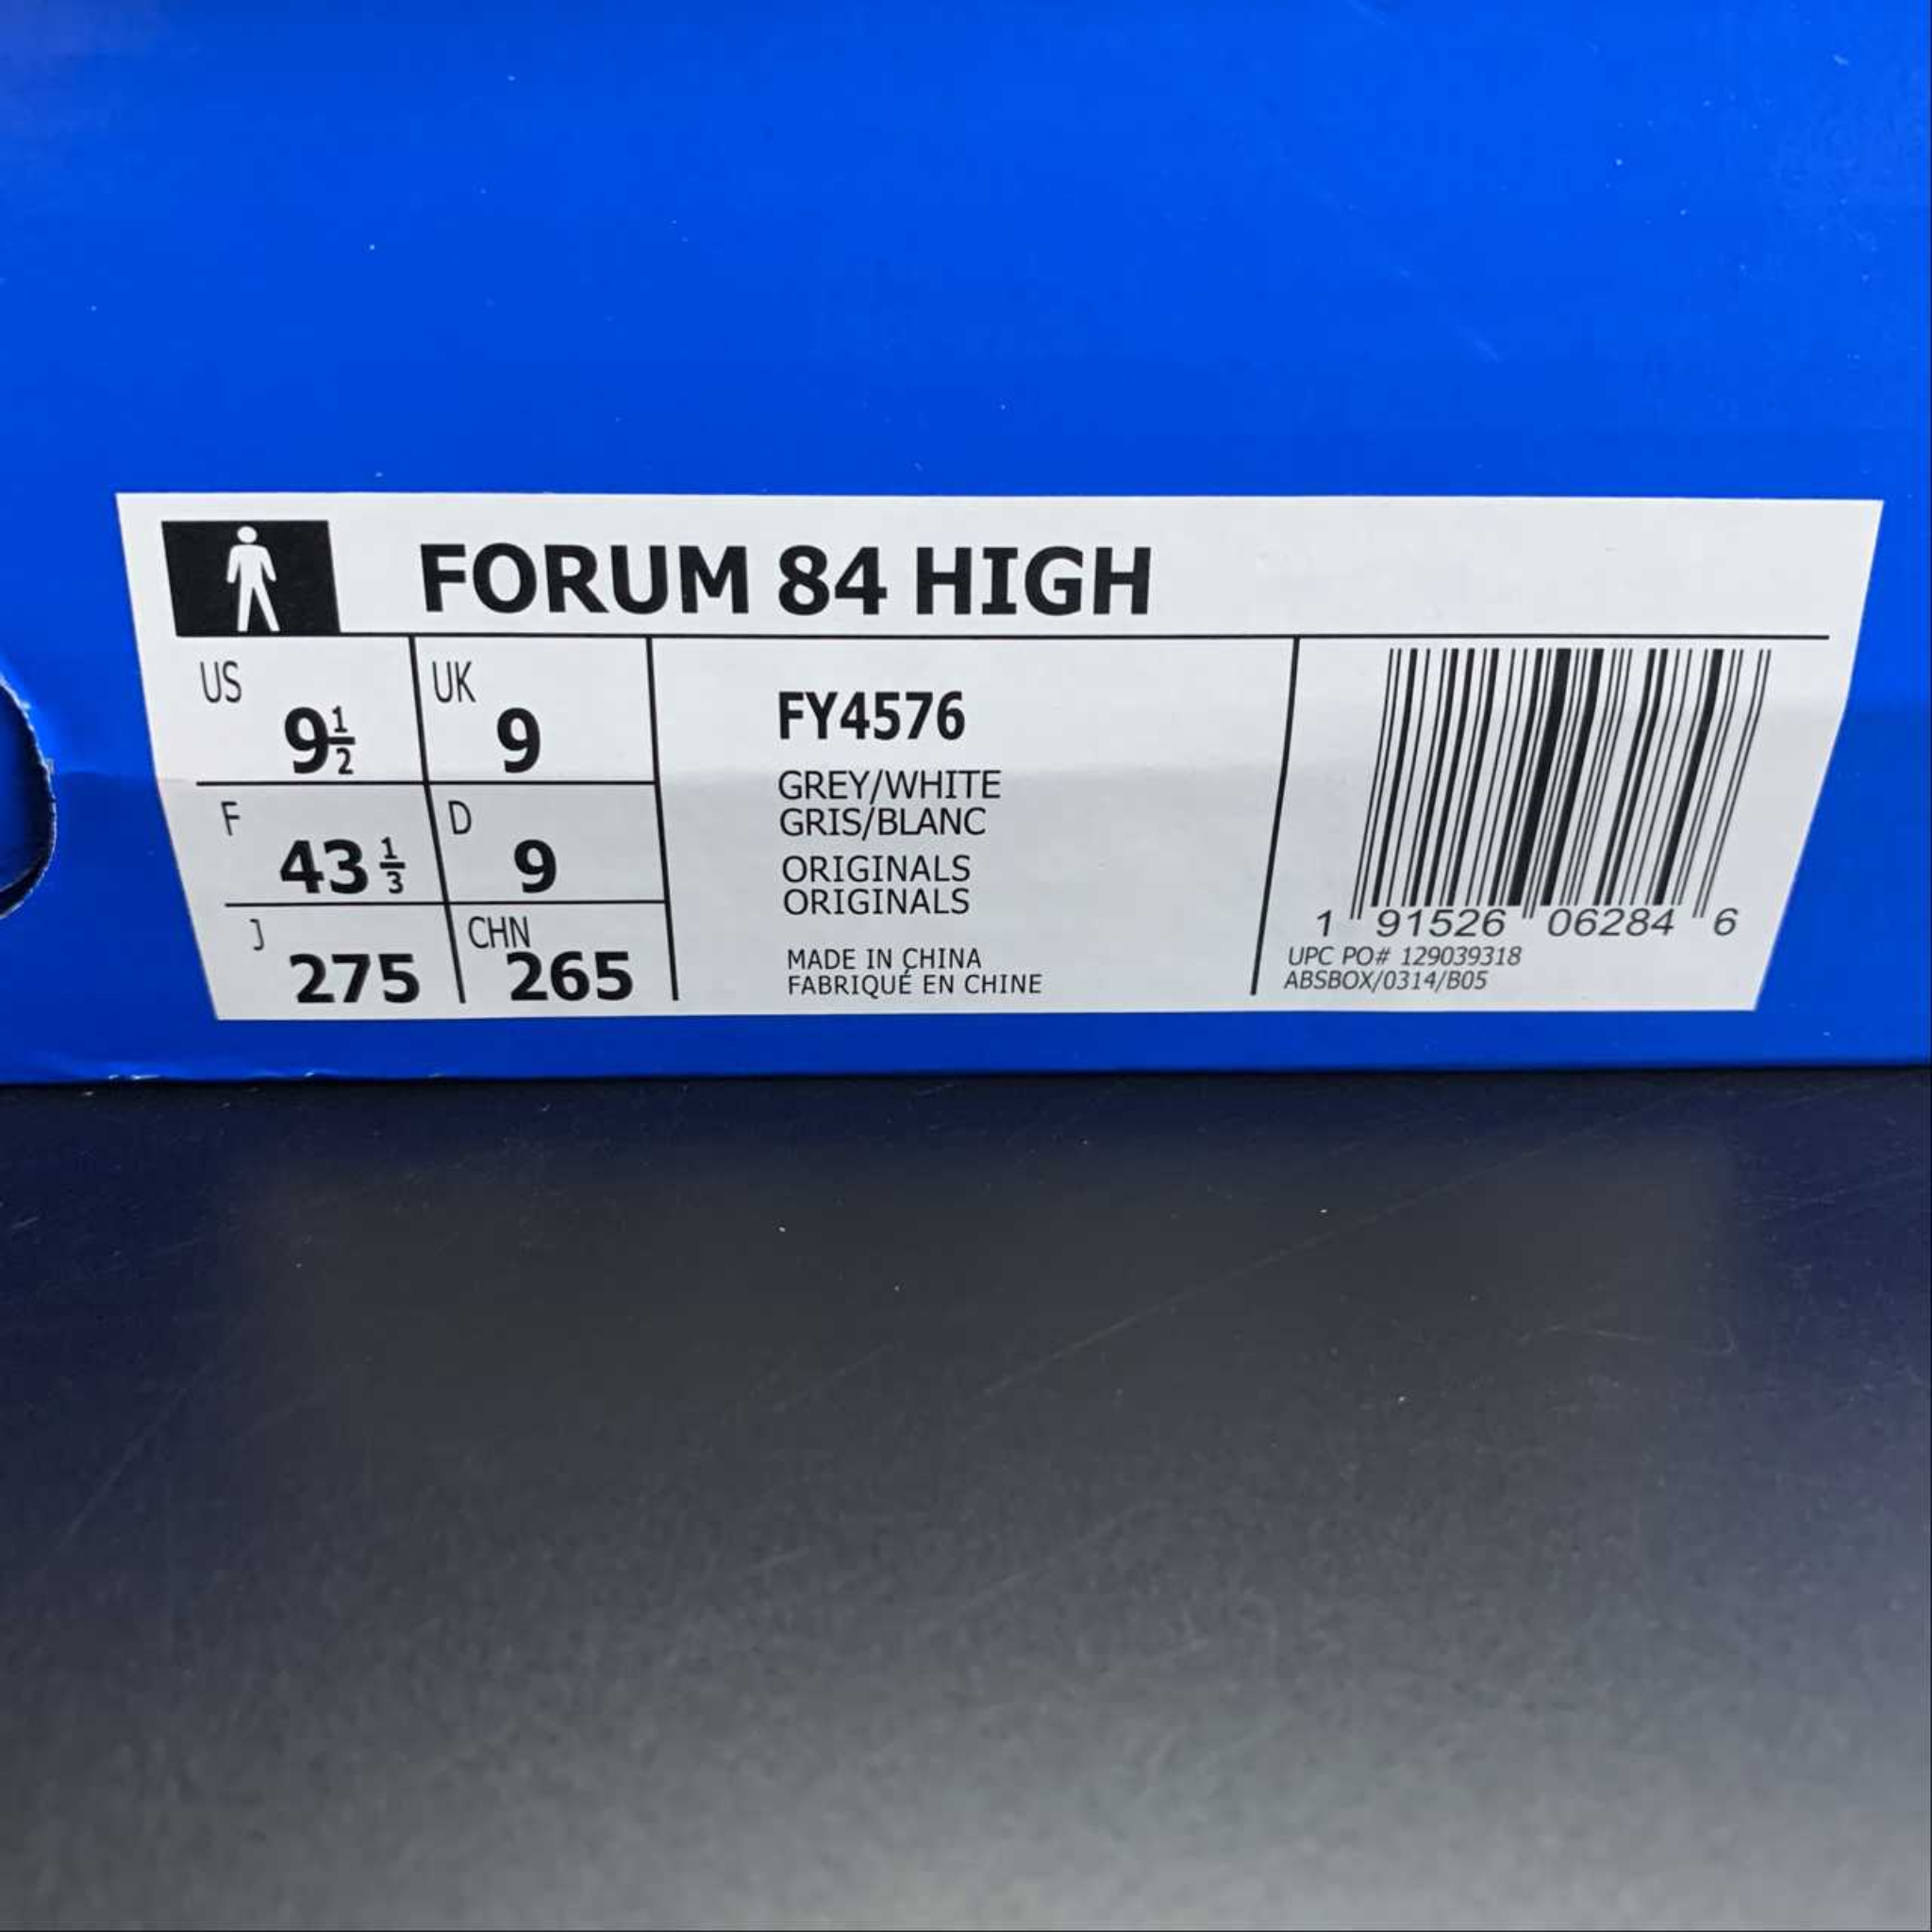 FORUM 84 HIGH
US
9½
UK
9
F
43⅓
D
9
J
275
CHN
265
FY4576
GREY/WHITE
GRIS/BLANC
ORIGINALS
ORIGINALS
MADE IN CHINA
FABRIQUÉ EN CHINE
1 91526 06284 6
UPC PO# 129039318
ABSBOX/0314/B05